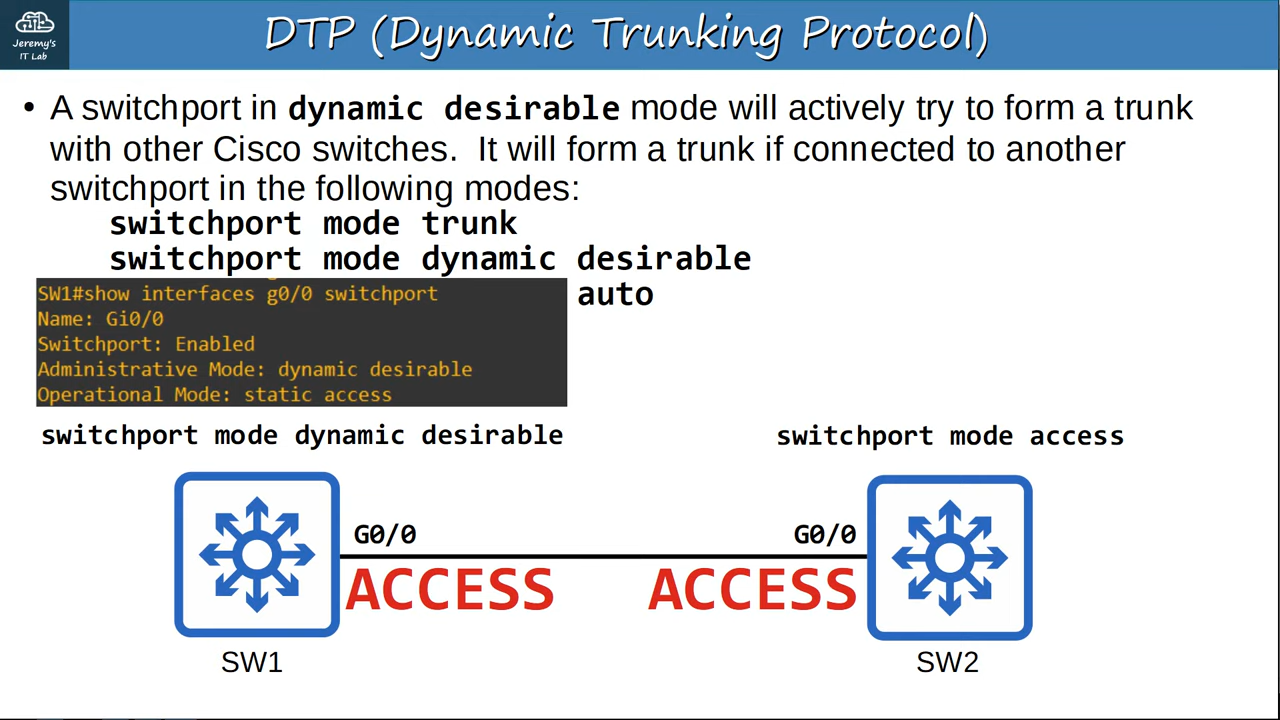 Jeremy's
IT Lab
DTP (Dynamic Trunking Protocol)
• A switchport in dynamic desirable mode will actively try to form a trunk
with other Cisco switches. It will form a trunk if connected to another
switchport in the following modes:
switchport mode trunk
switchport mode dynamic desirable
auto
SW1#show interfaces g0/0 switchport
Name: Gi0/0
Switchport: Enabled
Administrative Mode: dynamic desirable
Operational Mode: static access
switchport mode dynamic desirable
switchport mode access
G0/0
G0/0
ACCESS
ACCESS
SW1
SW2